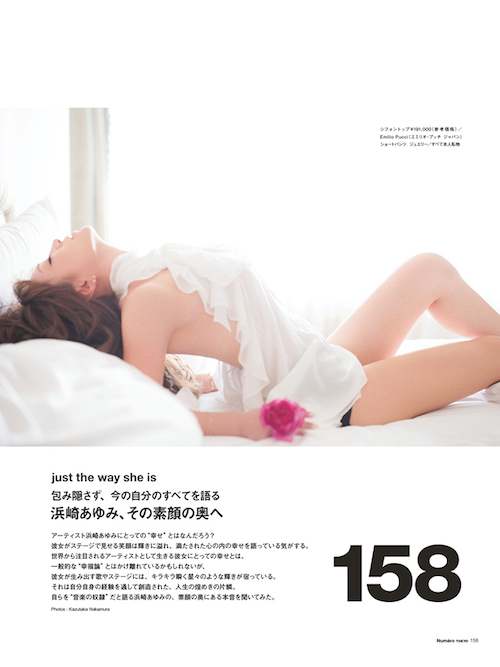 シフォントップ¥191,000(参考価格)/
Emilio Pucci(エミリオ・プッチ ジャパン)
ショートパンツ ジュエリー/すべて本人私物
just the way she is
包み隠さず、今の自分のすべてを語る
浜崎あゆみ、その素顔の奥へ
アーティスト浜崎あゆみにとっての“幸せ”とはなんだろう?
彼女がステージで見せる笑顔は輝きに溢れ、満たされた心の内の幸せを語っている気がする。
世界から注目されるアーティストとして生きる彼女にとっての幸せとは、
一般的な“幸福論”とはかけ離れているかもしれないが、
彼女が生み出す歌やステージには、キラキラ瞬く星々のような輝きが宿っている。
それは自分自身の経験を通して創造された、人生の煌めきの片鱗。
自らを“音楽の奴隷”だと語る浜崎あゆみの、素顔の奥にある本音を聞いてみた。
Photos : Kazutaka Nakamura
158
Numéro TOKYO 158